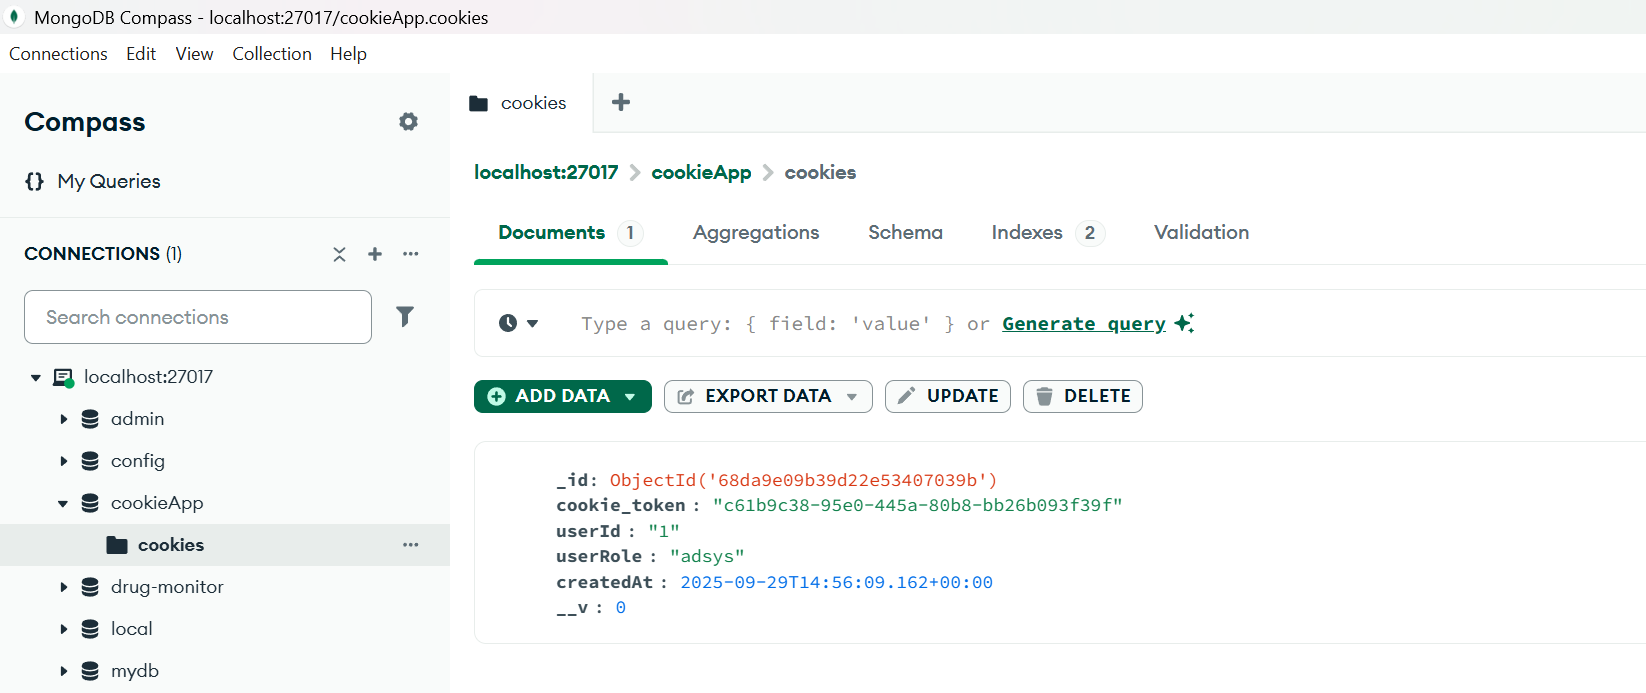 MongoDB Compass - localhost:27017/cookieApp.cookies
Connections Edit View Collection Help
Compass
{} My Queries
CONNECTIONS (1)
Search connections
localhost:27017
admin
config
cookieApp
cookies
drug-monitor
local
mydb
cookies
localhost:27017 > cookieApp > cookies
Documents 1 Aggregations Schema Indexes 2 Validation
Type a query: { field: 'value' } or Generate query
ADD DATA EXPORT DATA UPDATE DELETE
_id: ObjectId('68da9e09b39d22e53407039b')
cookie_token : "c61b9c38-95e0-445a-80b8-bb26b093f39f"
userId : "1"
userRole : "adsys"
createdAt : 2025-09-29T14:56:09.162+00:00
__v : 0